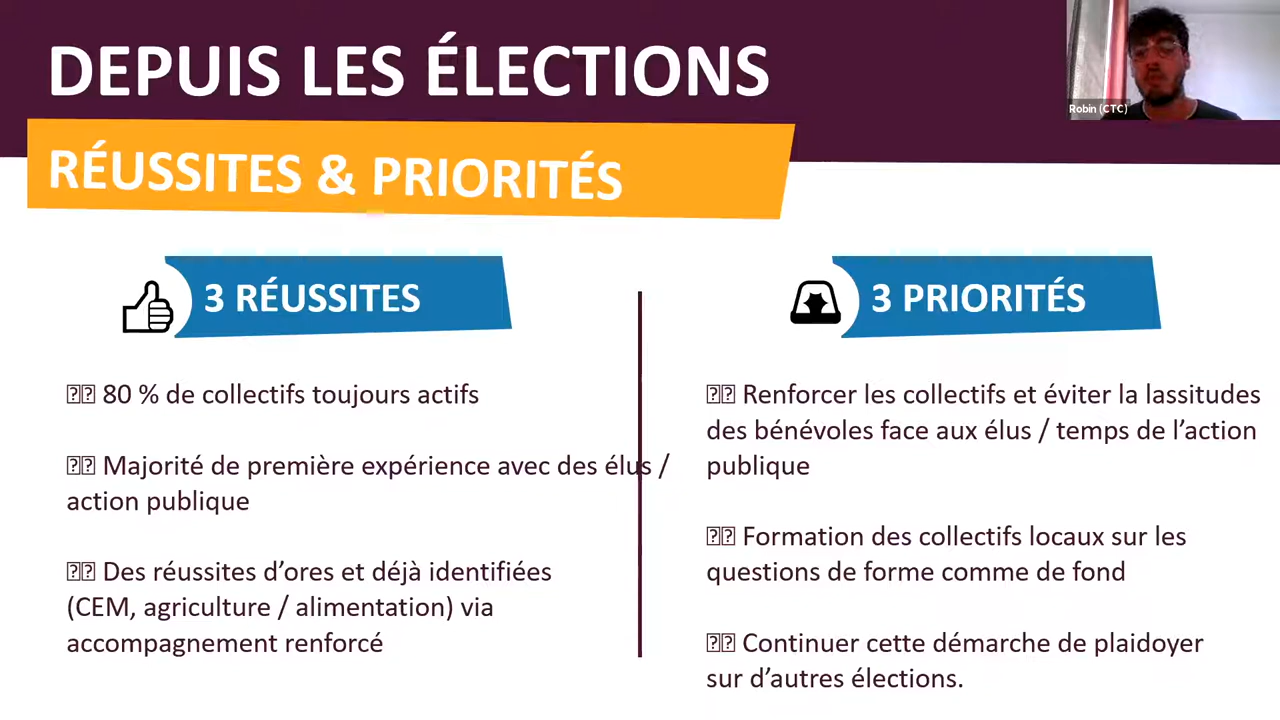 DEPUIS LES ÉLECTIONS
Robin (CTC)
RÉUSSITES & PRIORITÉS
3 RÉUSSITES
80 % de collectifs toujours actifs
Majorité de première expérience avec des élus /
action publique
Des réussites d’ores et déjà identifiées
(CEM, agriculture / alimentation) via
accompagnement renforcé
3 PRIORITÉS
Renforcer les collectifs et éviter la lassitudes
des bénévoles face aux élus / temps de l’action
publique
Formation des collectifs locaux sur les
questions de forme comme de fond
Continuer cette démarche de plaidoyer
sur d’autres élections.